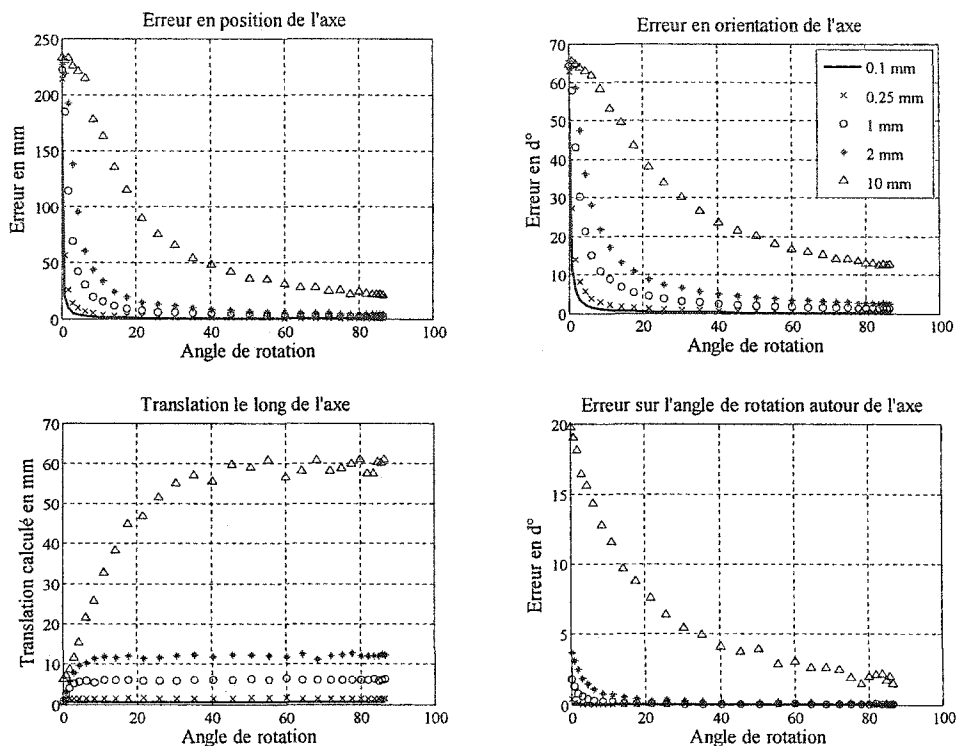 Erreur en position de l'axe
250
200
150
100
50
0
0 20 40 60 80 100
Erreur en mm
Angle de rotation
Erreur en orientation de l'axe
70
60
50
40
30
20
10
0
0 20 40 60 80 100
Erreur en d°
Angle de rotation
0.1 mm
0.25 mm
1 mm
2 mm
10 mm
Translation le long de l'axe
70
60
50
40
30
20
10
0
0 20 40 60 80 100
Translation calculé en mm
Angle de rotation
Erreur sur l'angle de rotation autour de l'axe
20
15
10
5
0
0 20 40 60 80 100
Erreur en d°
Angle de rotation